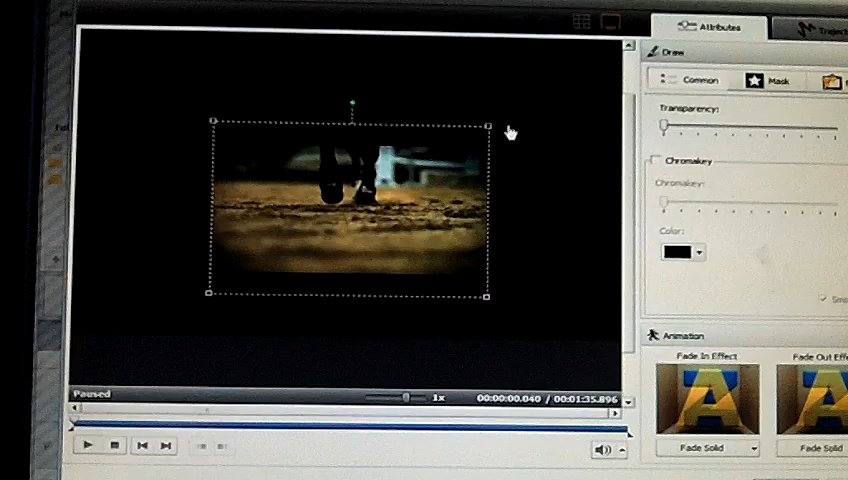 Attributes
Draw
Common
Mask
Transparency:
Chromakey
Chromakey:
Color:
Animation
Fade In Effect
Fade Solid
Fade Solid
Paused
1x
00:00:00.040 / 00:01:35.896